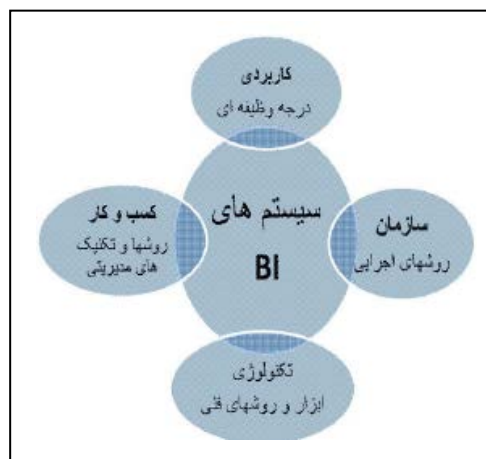 کاربردی
درجه وظیفه ای
سیستم های
BI
سازمان
روشهای اجرایی
کسب و کار
روشها و تکنیک
های مدیریتی
تکنولوژی
ابزار و روشهای فنی